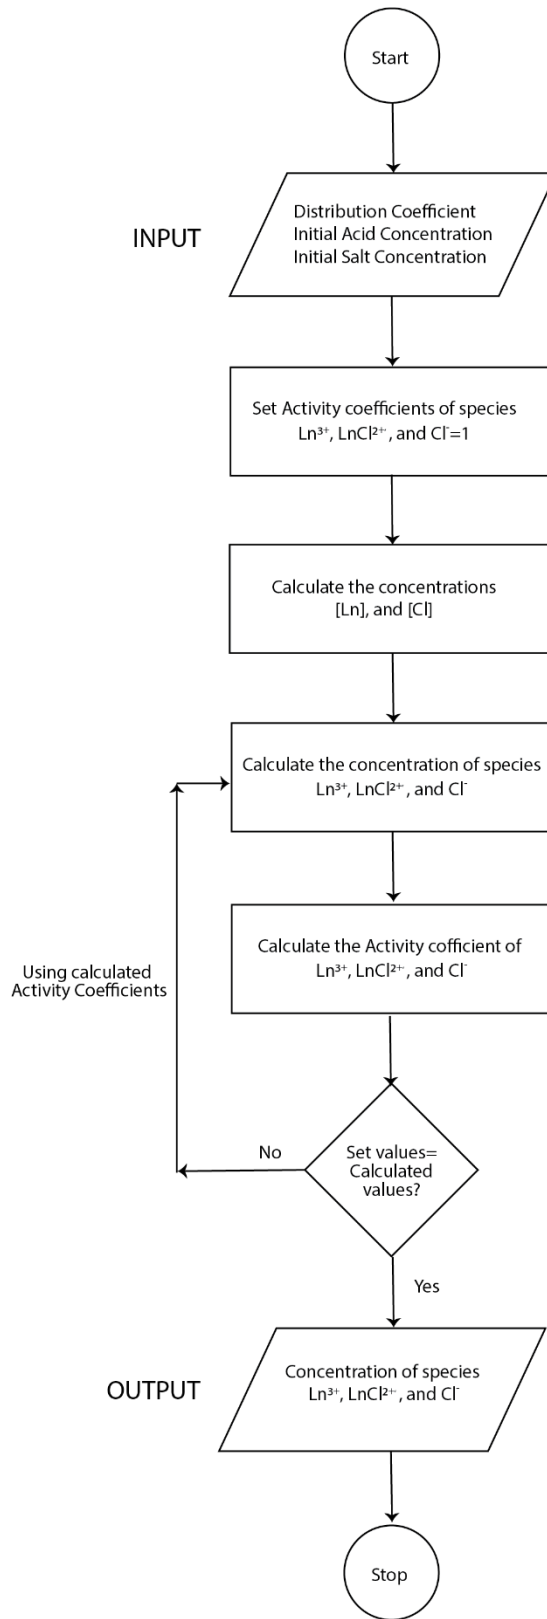 Start
INPUT
Distribution Coefficient
Initial Acid Concentration
Initial Salt Concentration
Set Activity coefficients of species
Ln³⁺, LnCl²⁺, and Cl⁻=1
Calculate the concentrations
[Ln], and [Cl]
Calculate the concentration of species
Ln³⁺, LnCl²⁺, and Cl⁻
Calculate the Activity cofficient of
Ln³⁺, LnCl²⁺, and Cl⁻
Using calculated
Activity Coefficients
No
Set values=
Calculated
values?
Yes
OUTPUT
Concentration of species
Ln³⁺, LnCl²⁺, and Cl⁻
Stop